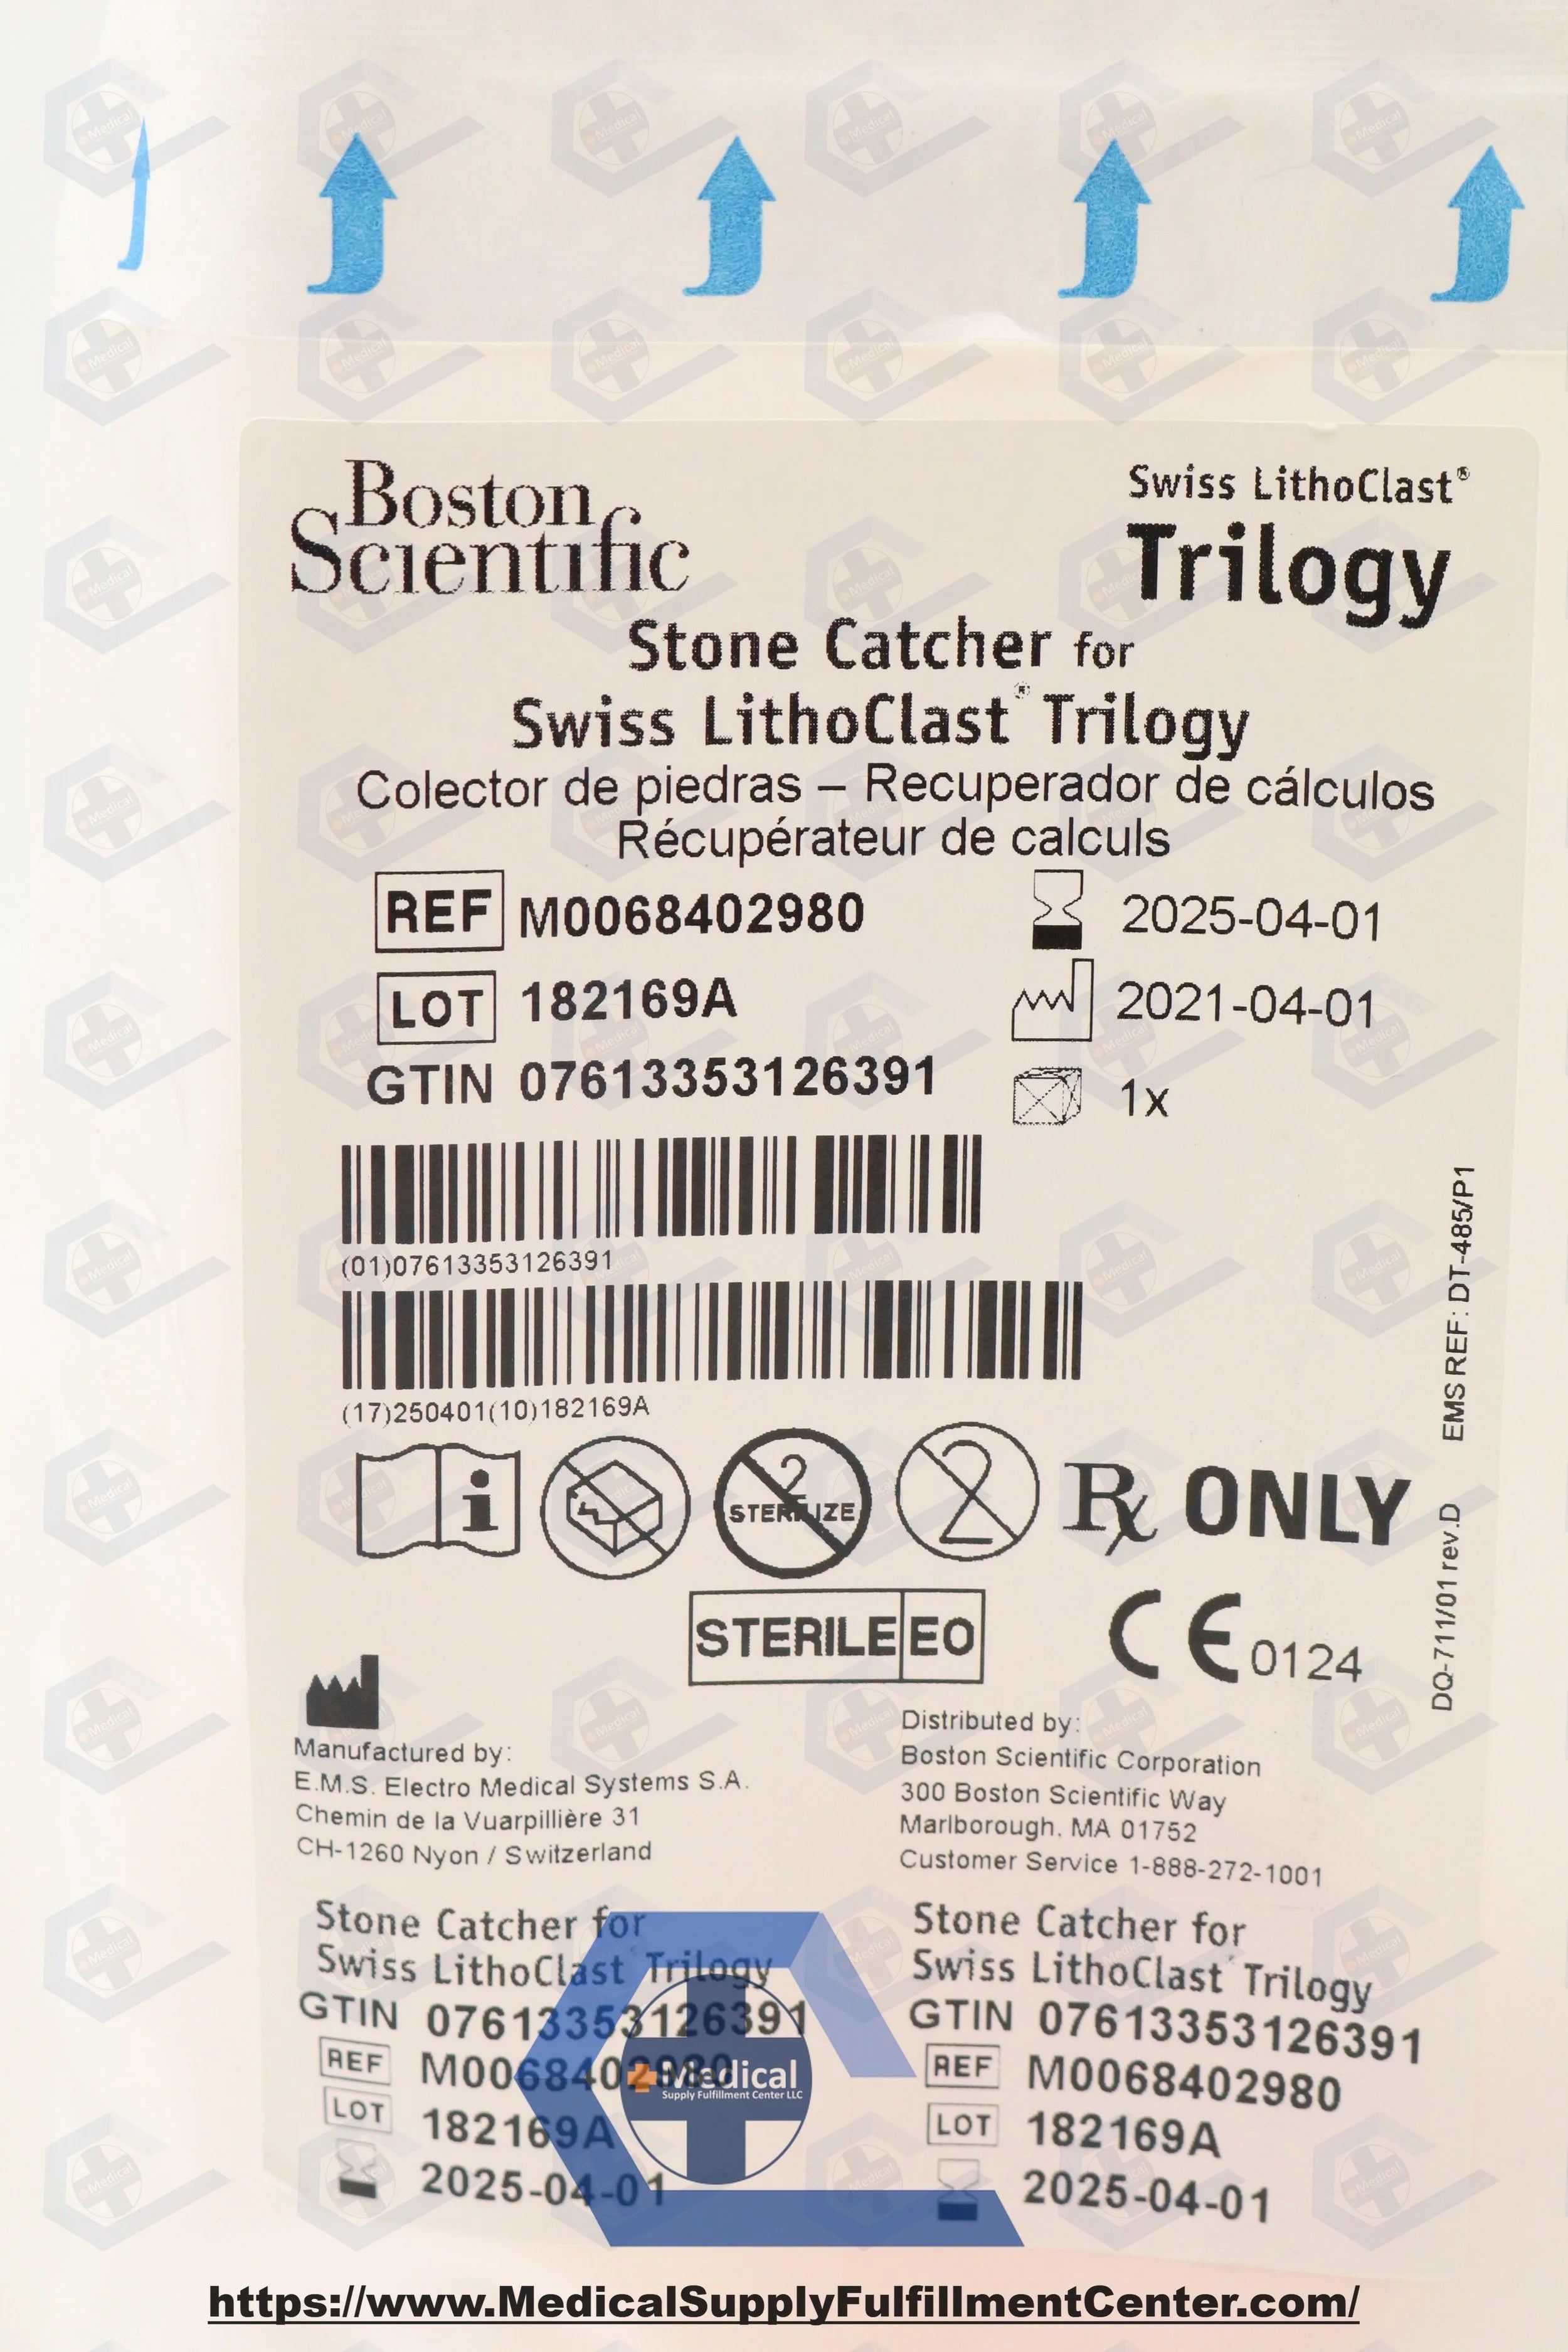 Boston
Scientific
Swiss LithoClast®
Trilogy
Stone Catcher for
Swiss LithoClast® Trilogy
Colector de piedras – Recuperador de cálculos
Récupérateur de calculs
REF M0068402980
2025-04-01
LOT 182169A
2021-04-01
GTIN 07613353126391
1x
(01)07613353126391
(17)250401(10)182169A
i
2
STERILIZE
2
Rx ONLY
STERILE EO
CE 0124
EMS REF: DT-485/P1
DQ-711/01 rev.D
Manufactured by:
E.M.S. Electro Medical Systems S.A.
Chemin de la Vuarpillière 31
CH-1260 Nyon / Switzerland
Distributed by:
Boston Scientific Corporation
300 Boston Scientific Way
Marlborough, MA 01752
Customer Service 1-888-272-1001
Stone Catcher for
Swiss LithoClast® Trilogy
GTIN 07613353126391
REF M0068402980
LOT 182169A
2025-04-01
Stone Catcher for
Swiss LithoClast® Trilogy
GTIN 07613353126391
REF M0068402980
LOT 182169A
2025-04-01
Medical
Supply Fulfillment Center LLC
https://www.MedicalSupplyFulfillmentCenter.com/